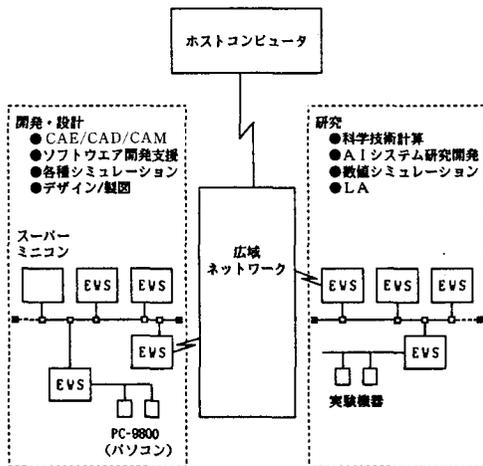 ホストコンピュータ
開発・設計
●CAE/CAD/CAM
●ソフトウエア開発支援
●各種シミュレーション
●デザイン/製図
スーパー
ミニコン
EWS
EWS
EWS
EWS
PC-9800
(パソコン)
広域
ネットワーク
研究
●科学技術計算
●AIシステム研究開発
●数値シミュレーション
●LA
EWS
EWS
EWS
EWS
実験機器